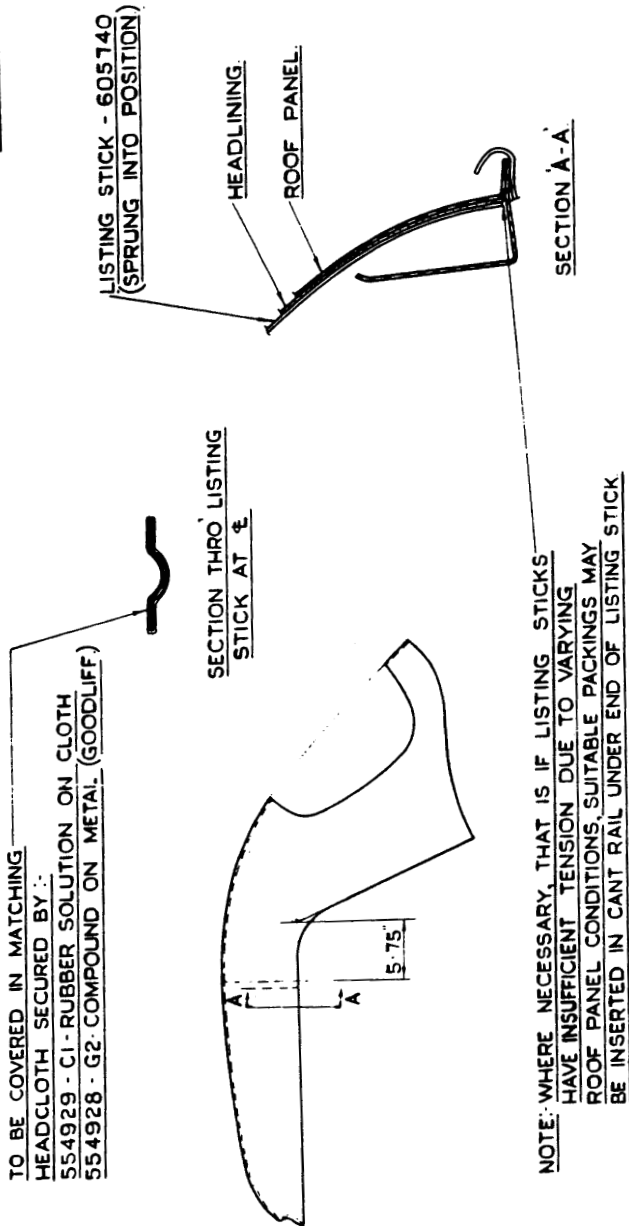 TO BE COVERED IN MATCHING
HEADCLOTH SECURED BY :-
554929 - C1 - RUBBER SOLUTION ON CLOTH
554928 - G2 - COMPOUND ON METAL (GOODLIFF)
SECTION THRO' LISTING
STICK AT ℄
LISTING STICK - 605740
(SPRUNG INTO POSITION)
HEADLINING.
ROOF PANEL.
SECTION 'A-A'
A
A
5·75"
NOTE:- WHERE NECESSARY, THAT IS IF LISTING STICKS
HAVE INSUFFICIENT TENSION DUE TO VARYING
ROOF PANEL CONDITIONS, SUITABLE PACKINGS MAY
BE INSERTED IN CANT RAIL UNDER END OF LISTING STICK